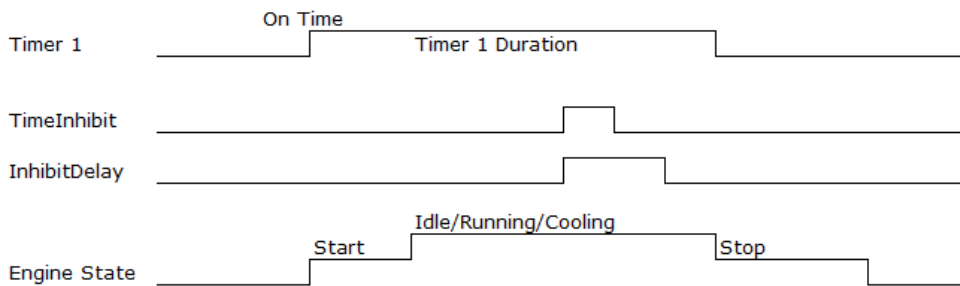 On Time
Timer 1
Timer 1 Duration
TimeInhibit
InhibitDelay
Idle/Running/Cooling
Start
Stop
Engine State